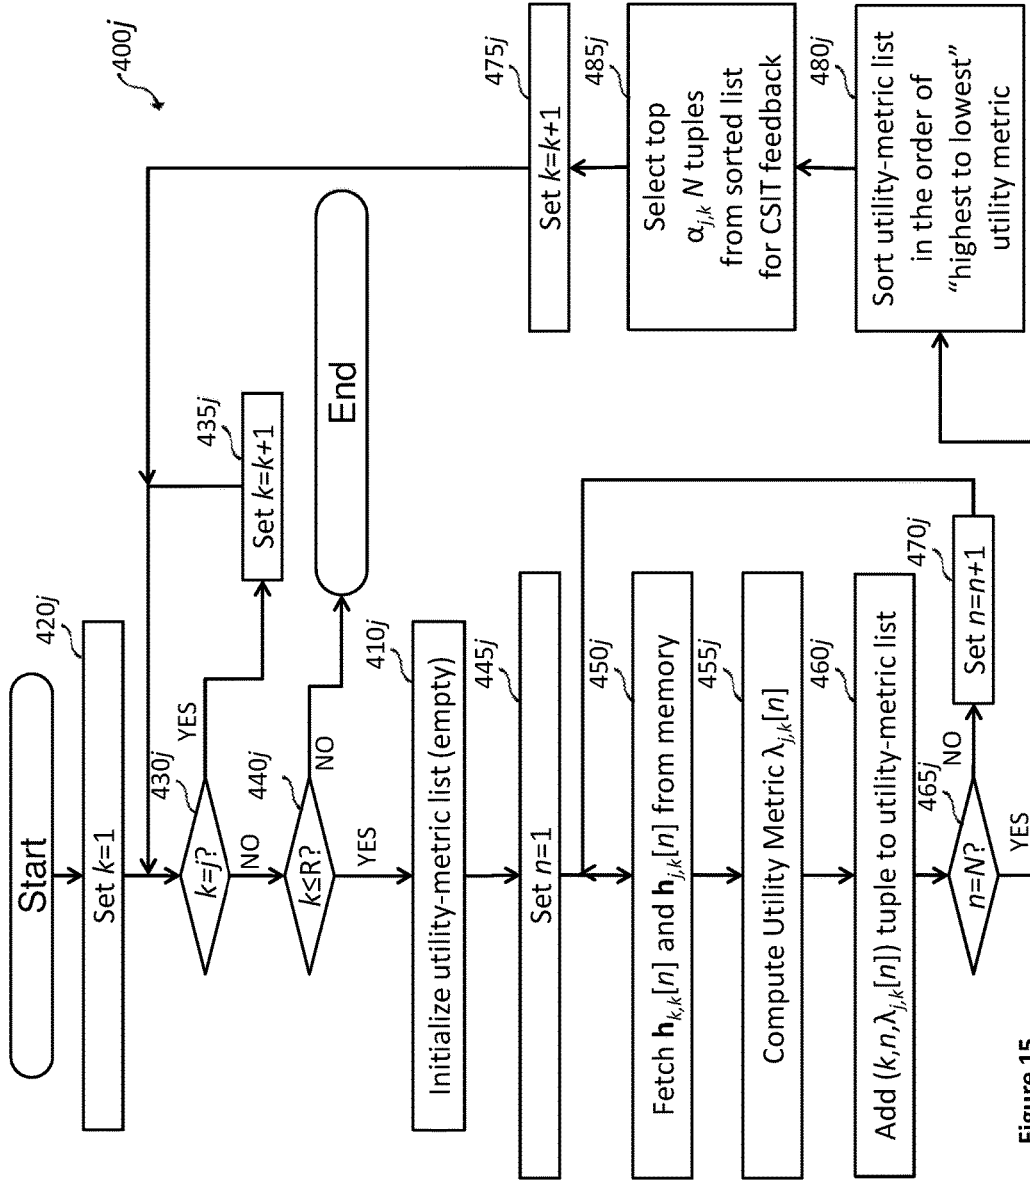 400j
Start
420j
Set k=1
430j
k=j?
YES
NO
435j
Set k=k+1
440j
k≤R?
NO
YES
End
410j
Initialize utility-metric list (empty)
445j
Set n=1
450j
Fetch h_{k,k}[n] and h_{j,k}[n] from memory
455j
Compute Utility Metric λ_{j,k}[n]
460j
Add (k,n,λ_{j,k}[n]) tuple to utility-metric list
465j
n=N?
NO
YES
470j
Set n=n+1
475j
Set k=k+1
485j
Select top
α_{j,k} N tuples
from sorted list
for CSIT feedback
480j
Sort utility-metric list
in the order of
“highest to lowest”
utility metric
Figure 15